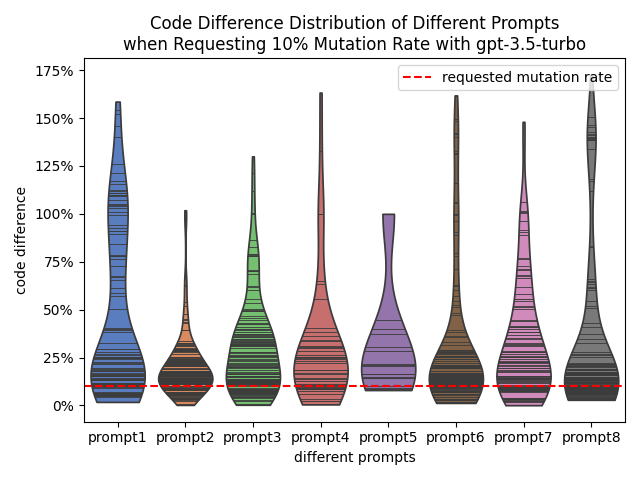 Code Difference Distribution of Different Prompts
when Requesting 10% Mutation Rate with gpt-3.5-turbo
requested mutation rate
175%
150%
125%
100%
75%
50%
25%
0%
code difference
prompt1 prompt2 prompt3 prompt4 prompt5 prompt6 prompt7 prompt8
different prompts